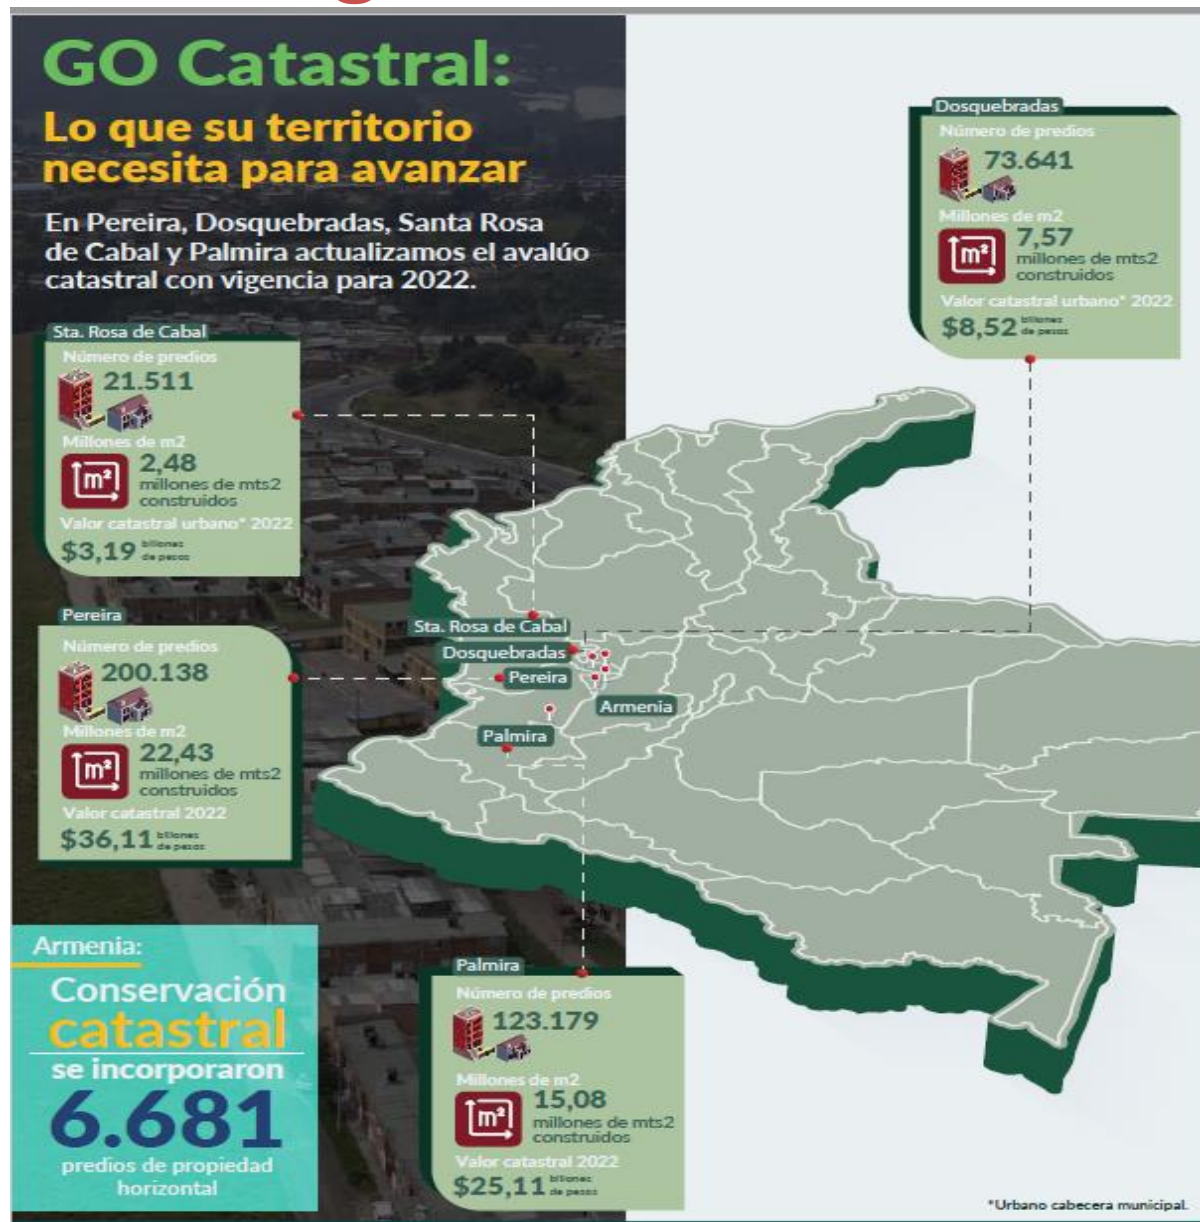 GO Catastral:
Lo que su territorio
necesita para avanzar
En Pereira, Dosquebradas, Santa Rosa
de Cabal y Palmira actualizamos el avalúo
catastral con vigencia para 2022.
Dosquebradas
Número de predios
73.641
Millones de m2
m²
7,57
millones de mts2
construidos
Valor catastral urbano* 2022
$8,52 billones
de pesos
Sta. Rosa de Cabal
Número de predios
21.511
Millones de m2
m²
2,48
millones de mts2
construidos
Valor catastral urbano* 2022
$3,19 billones
de pesos
Pereira
Número de predios
200.138
Millones de m2
m²
22,43
millones de mts2
construidos
Valor catastral 2022
$36,11 billones
de pesos
Sta. Rosa de Cabal
Dosquebradas
Pereira
Armenia
Palmira
Armenia:
Conservación
catastral
se incorporaron
6.681
predios de propiedad
horizontal
Palmira
Número de predios
123.179
Millones de m2
m²
15,08
millones de mts2
construidos
Valor catastral 2022
$25,11 billones
de pesos
*Urbano cabecera municipal.